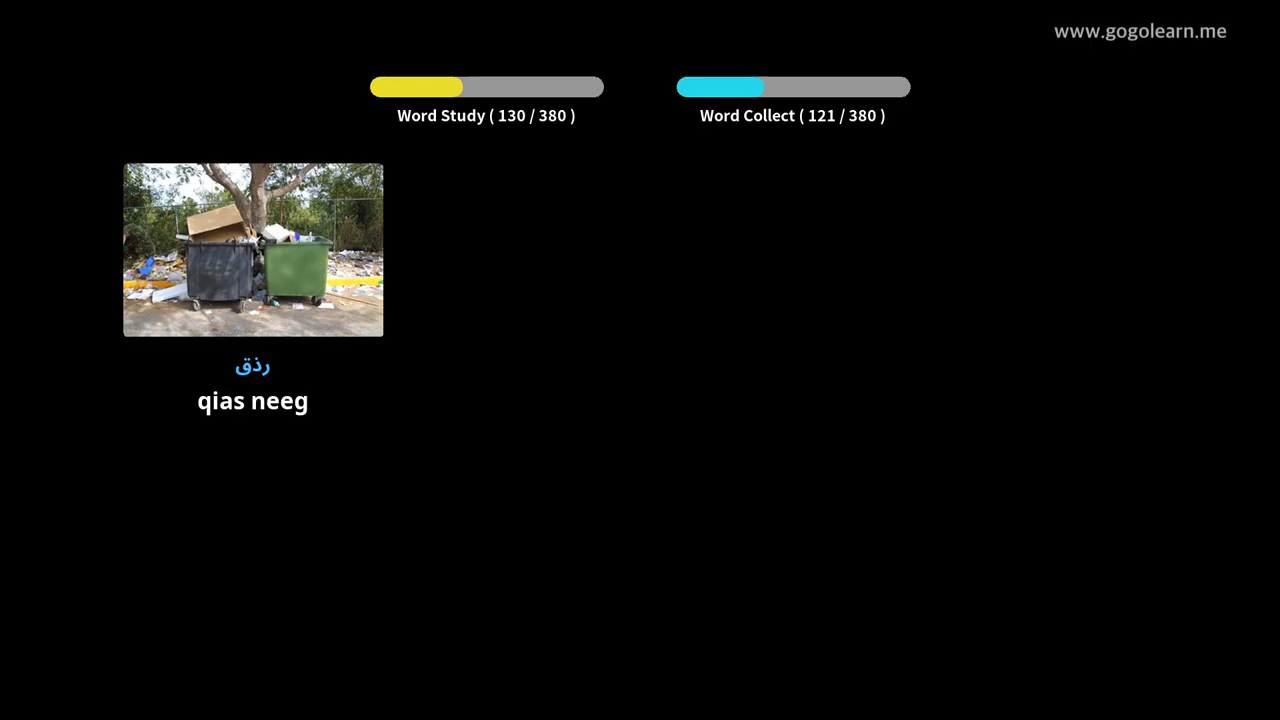 www.gogolearn.me
Word Study ( 130 / 380 )
Word Collect ( 121 / 380 )
رذق
qias neeg